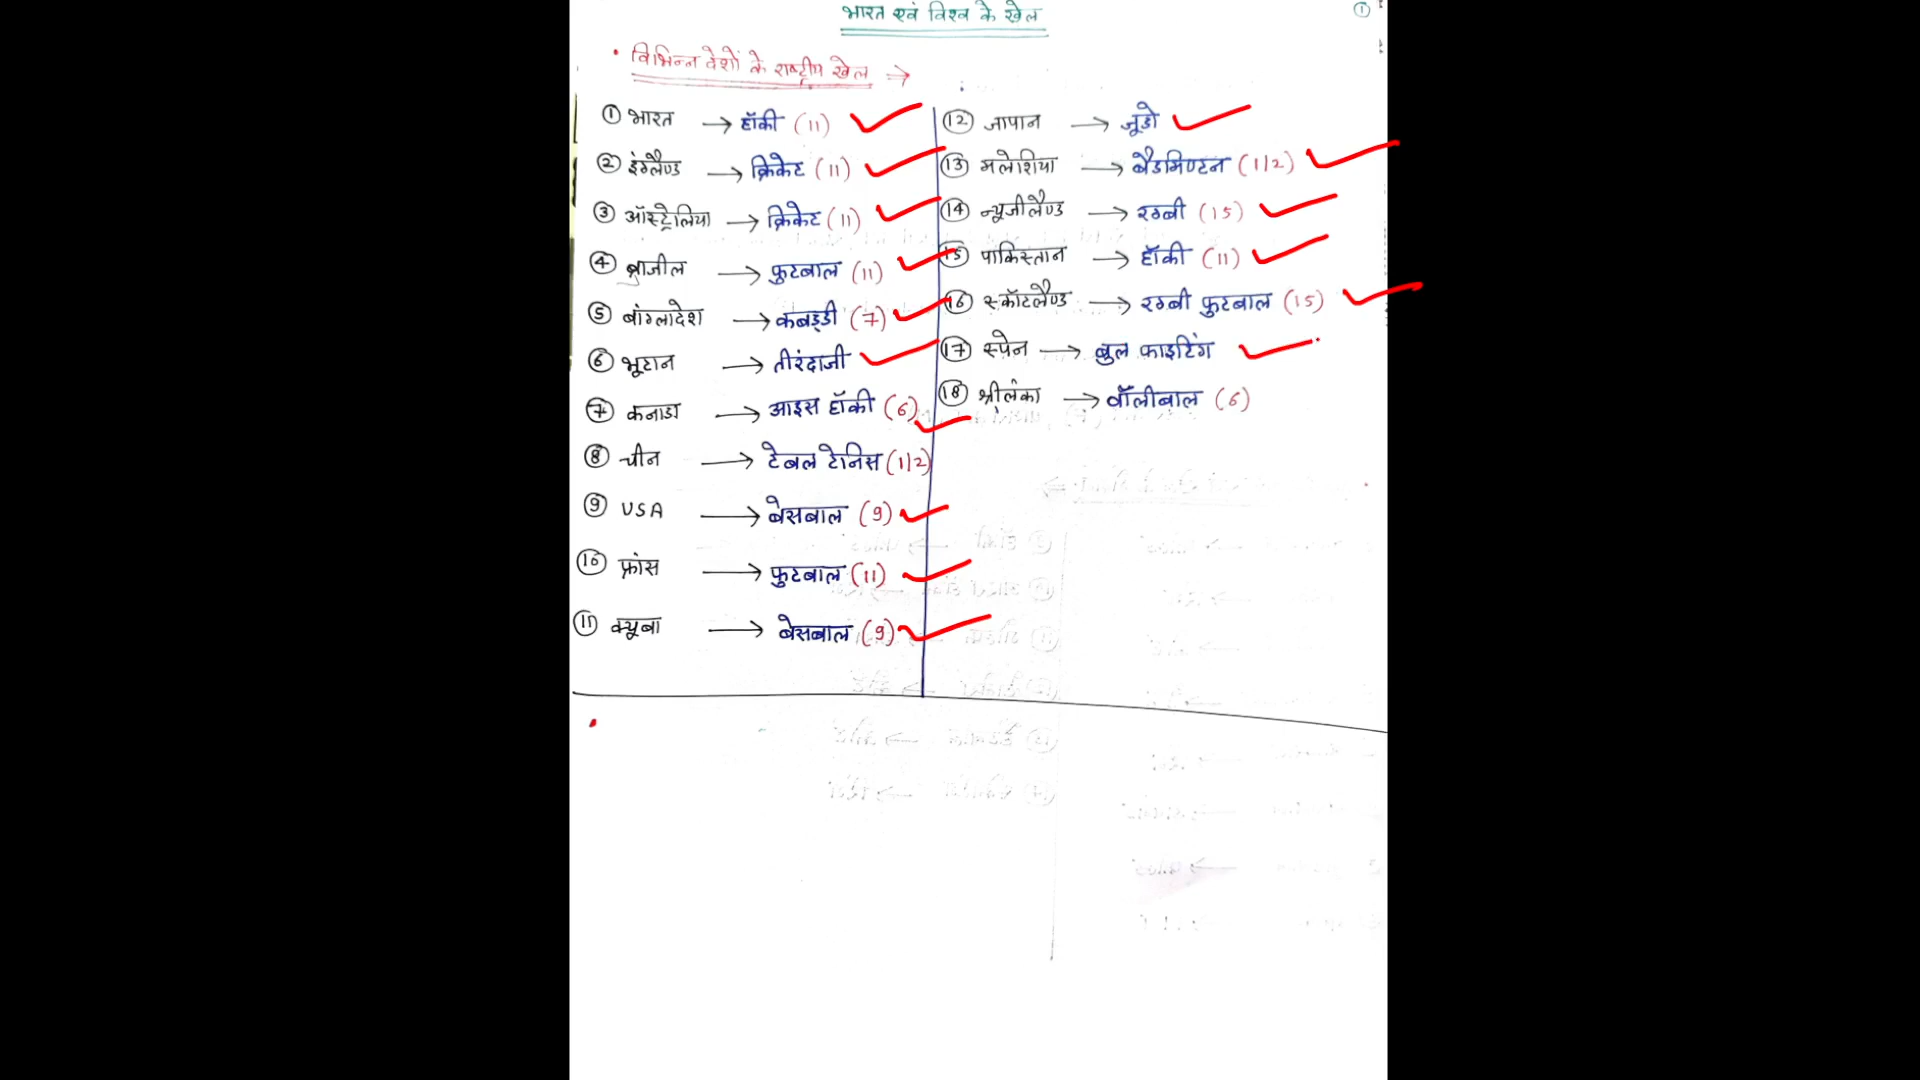 भारत एवं विश्व के खेल
①
• विभिन्न देशों के राष्ट्रीय खेल →
① भारत → हॉकी (11)
② इंग्लैण्ड → क्रिकेट (11)
③ ऑस्ट्रेलिया → क्रिकेट (11)
④ ब्राजील → फुटबाल (11)
⑤ बांग्लादेश → कबड्डी (7)
⑥ भूटान → तीरंदाजी
⑦ कनाडा → आइस हॉकी (6)
⑧ चीन → टेबल टेनिस (1/2)
⑨ USA → बेसबाल (9)
⑩ फ्रांस → फुटबाल (11)
⑪ क्यूबा → बेसबाल (9)
⑫ जापान → जूडो
⑬ मलेशिया → बैडमिण्टन (1/2)
⑭ न्यूजीलैण्ड → रग्बी (15)
⑮ पाकिस्तान → हॉकी (11)
⑯ स्कॉटलैण्ड → रग्बी फुटबाल (15)
⑰ स्पेन → बुल फाइटिंग
⑱ श्रीलंका → वॉलीबाल (6)